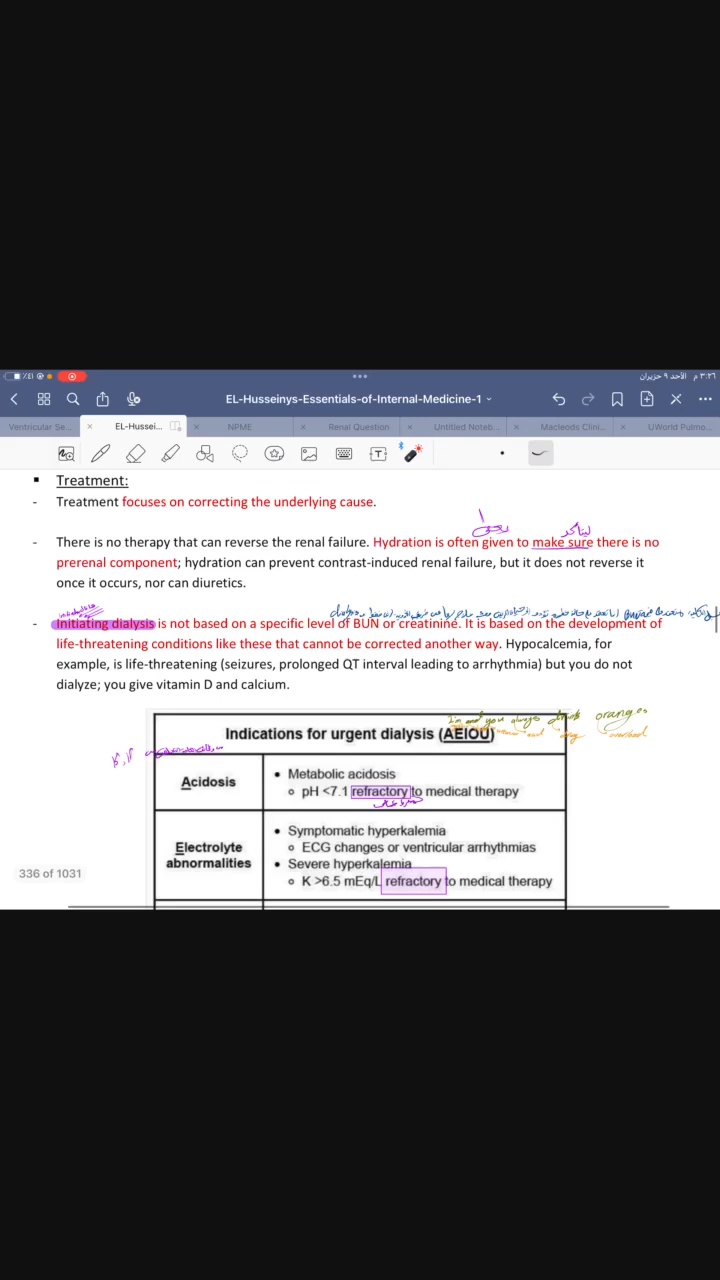 ٪٤١
٣:٢٦ م الأحد ٩ حزيران
EL-Husseinys-Essentials-of-Internal-Medicine-1
Ventricular Se...
EL-Hussei...
NPME
Renal Question
Untitled Noteb...
Macleods Clini...
UWorld Pulmo...
Treatment:
- Treatment focuses on correcting the underlying cause.
ليتأكد
- There is no therapy that can reverse the renal failure. Hydration is often given to make sure there is no
prerenal component; hydration can prevent contrast-induced renal failure, but it does not reverse it
once it occurs, nor can diuretics.
- Initiating dialysis is not based on a specific level of BUN or creatinine. It is based on the development of
life-threatening conditions like these that cannot be corrected another way. Hypocalcemia, for
example, is life-threatening (seizures, prolonged QT interval leading to arrhythmia) but you do not
dialyze; you give vitamin D and calcium.
you always drink oranges
Indications for urgent dialysis (AEIOU)
overload
Acidosis
• Metabolic acidosis
○ pH <7.1 refractory to medical therapy
Electrolyte
abnormalities
• Symptomatic hyperkalemia
○ ECG changes or ventricular arrhythmias
• Severe hyperkalemia
○ K >6.5 mEq/L refractory to medical therapy
336 of 1031